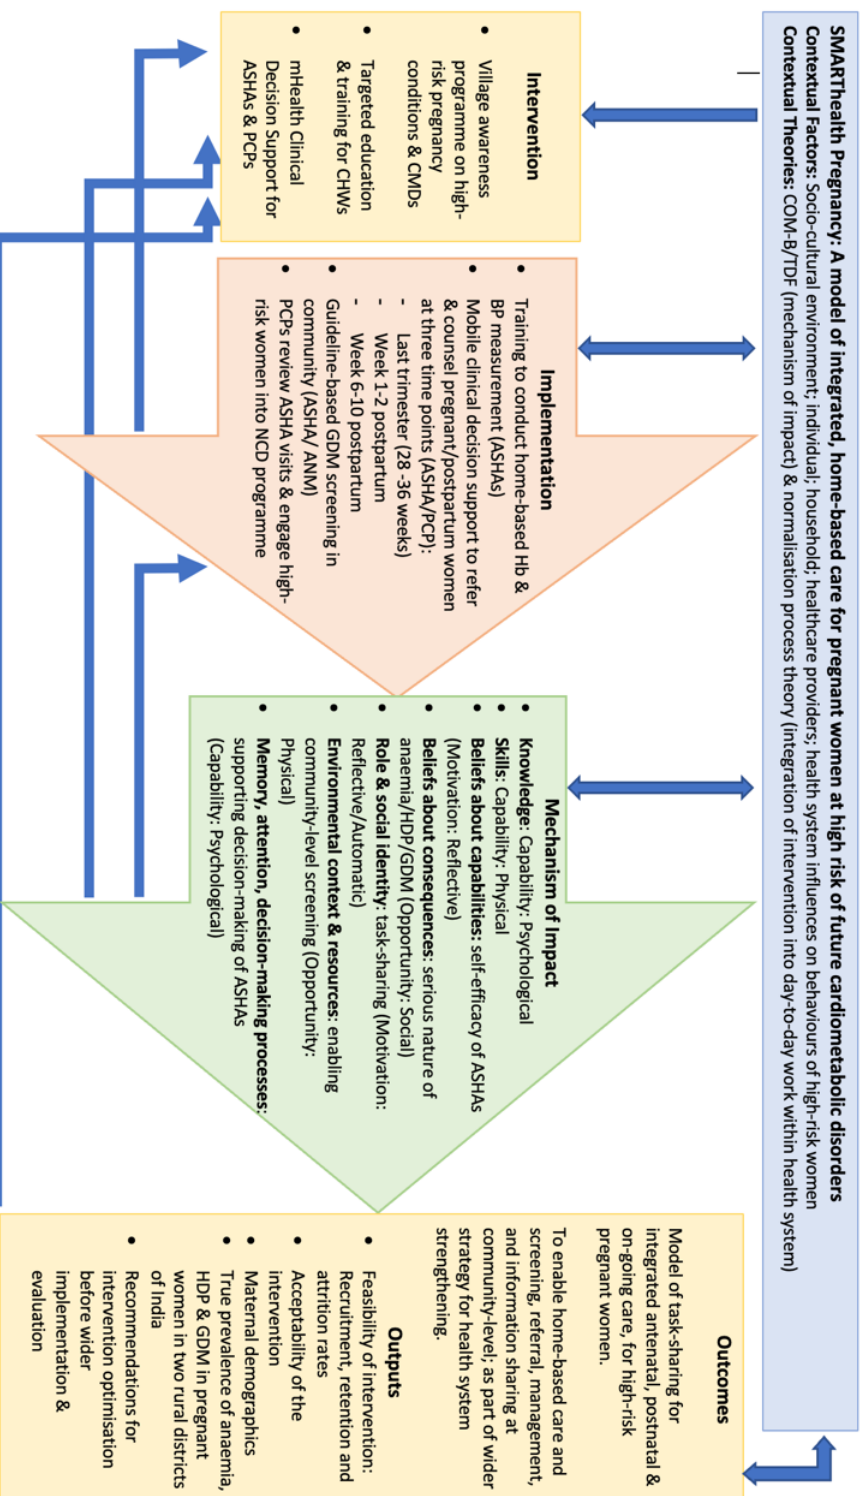 SMARThealth Pregnancy: A model of integrated, home-based care for pregnant women at high risk of future cardiometabolic disorders
Contextual Factors: Socio-cultural environment; individual; household; healthcare providers; health system influences on behaviours of high-risk women
Contextual Theories: COM-B/TDF (mechanism of impact) & normalisation process theory (integration of intervention into day-to-day work within health system)
Intervention
• Village awareness
programme on high-
risk pregnancy
conditions & CMDs
• Targeted education
& training for CHWs
• mHealth Clinical
Decision Support for
ASHAs & PCPs
Implementation
• Training to conduct home-based Hb &
BP measurement (ASHAs)
• Mobile clinical decision support to refer
& counsel pregnant/postpartum women
at three time points (ASHA/PCP):
- Last trimester (28 -36 weeks)
- Week 1-2 postpartum
- Week 6-10 postpartum
• Guideline-based GDM screening in
community (ASHA/ ANM)
• PCPs review ASHA visits & engage high-
risk women into NCD programme
Mechanism of Impact
• Knowledge: Capability: Psychological
• Skills: Capability: Physical
• Beliefs about capabilities: self-efficacy of ASHAs
(Motivation: Reflective)
• Beliefs about consequences: serious nature of
anaemia/HDP/GDM (Opportunity: Social)
• Role & social identity: task-sharing (Motivation:
Reflective/Automatic)
• Environmental context & resources: enabling
community-level screening (Opportunity:
Physical)
• Memory, attention, decision-making processes:
supporting decision-making of ASHAs
(Capability: Psychological)
Outcomes
Model of task-sharing for
integrated antenatal, postnatal &
on-going care, for high-risk
pregnant women.
To enable home-based care and
screening, referral, management,
and information sharing at
community-level; as part of wider
strategy for health system
strengthening.
Outputs
• Feasibility of intervention:
Recruitment, retention and
attrition rates
• Acceptability of the
intervention
• Maternal demographics
• True prevalence of anaemia,
HDP & GDM in pregnant
women in two rural districts
of India
• Recommendations for
intervention optimisation
before wider
implementation &
evaluation